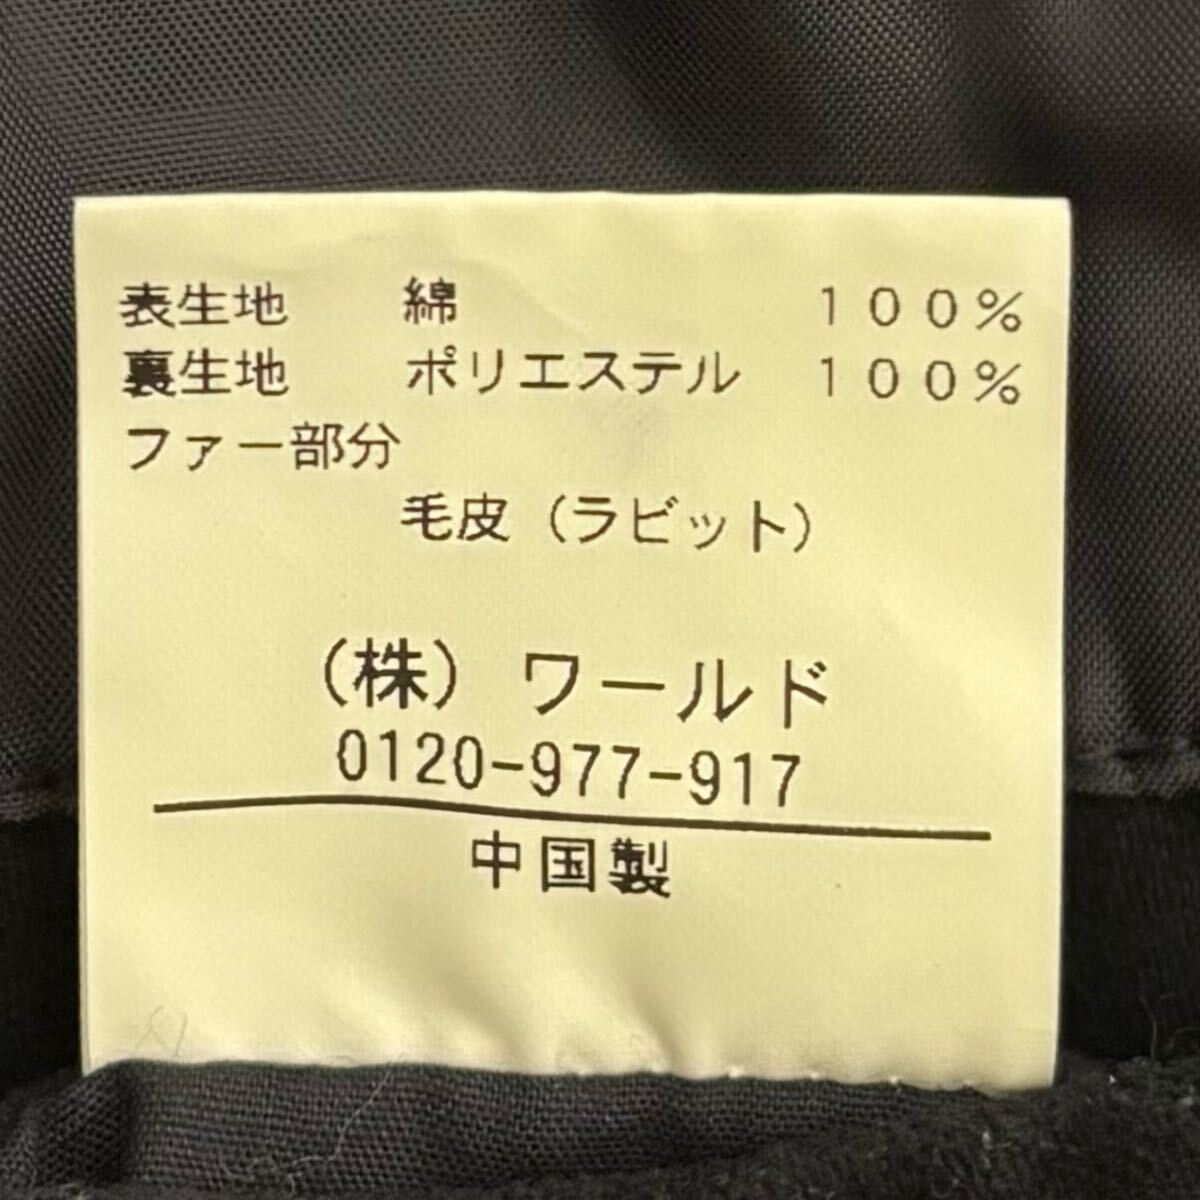 表生地 綿 100%
裏生地 ポリエステル 100%
ファー部分
毛皮(ラビット)
(株)ワールド
0120-977-917
中国製